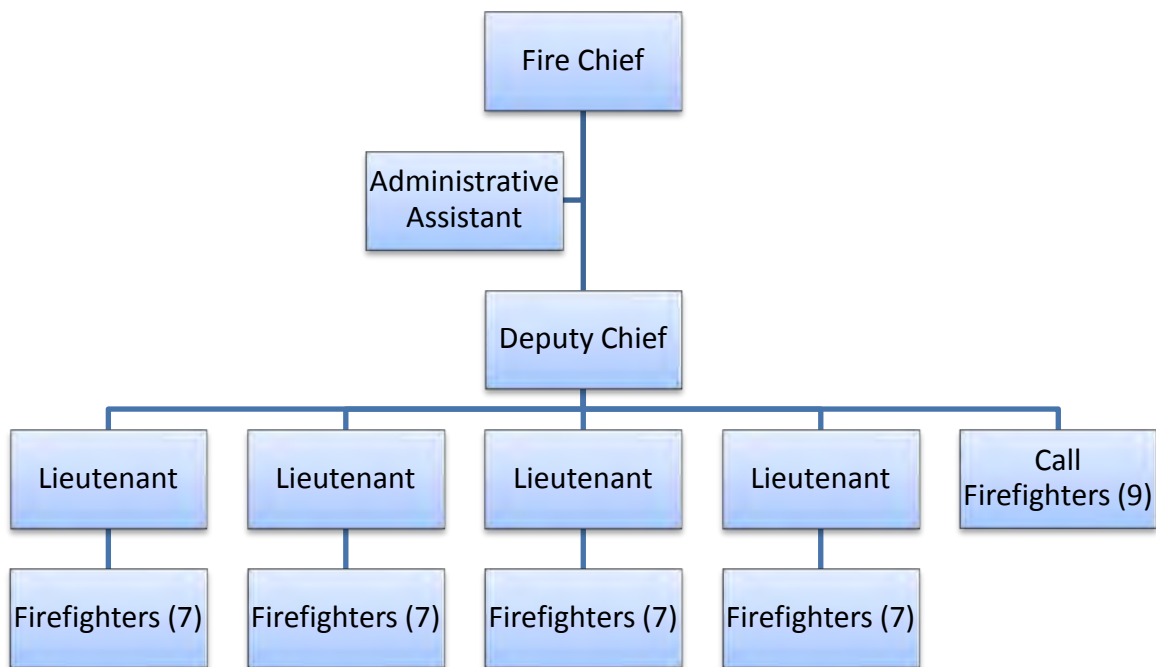 Fire Chief
Administrative
Assistant
Deputy Chief
Lieutenant
Lieutenant
Lieutenant
Lieutenant
Call
Firefighters (9)
Firefighters (7)
Firefighters (7)
Firefighters (7)
Firefighters (7)